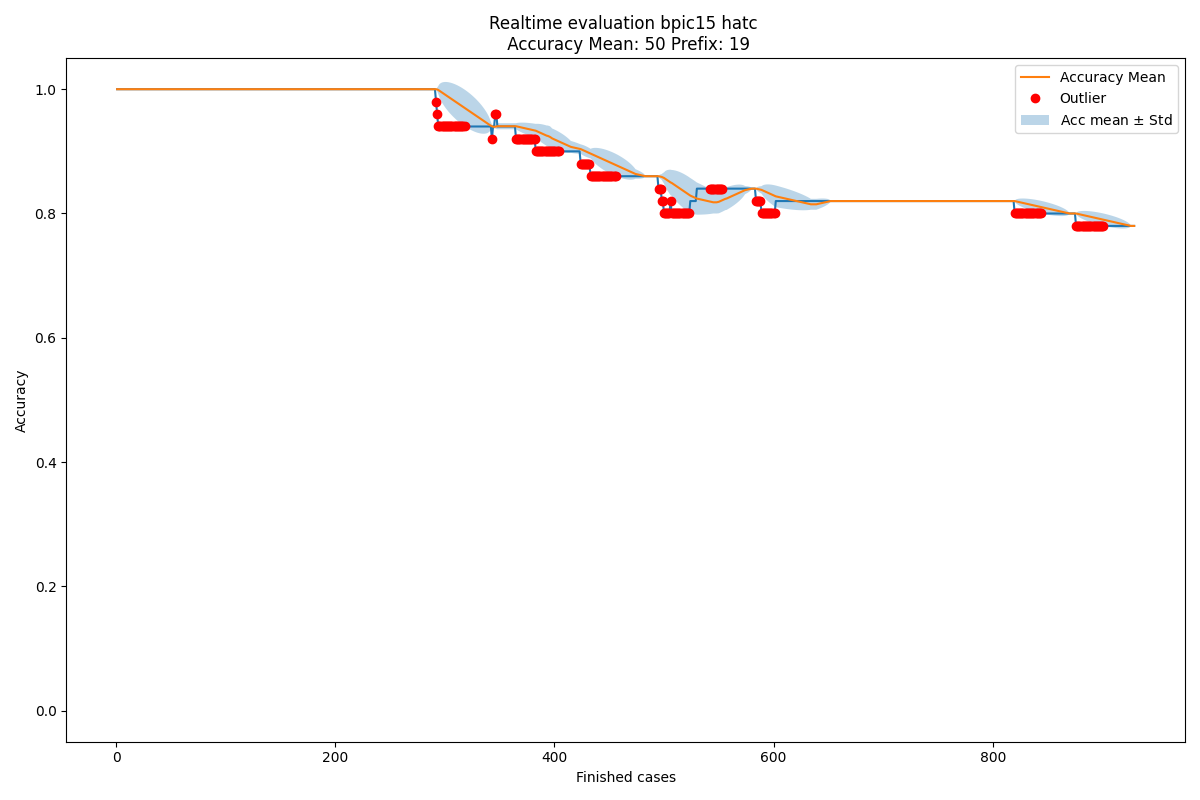 Realtime evaluation bpic15 hatc
Accuracy Mean: 50 Prefix: 19
Accuracy Mean
Outlier
Acc mean ± Std
Accuracy
1.0
0.8
0.6
0.4
0.2
0.0
0
200
400
600
800
Finished cases